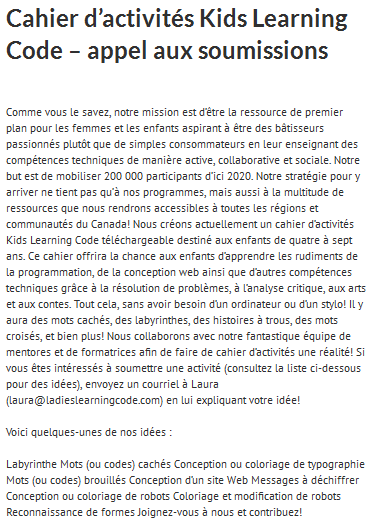 Cahier d'activités Kids Learning
Code – appel aux soumissions
Comme vous le savez, notre mission est d'être la ressource de premier
plan pour les femmes et les enfants aspirant à être des bâtisseurs
passionnés plutôt que de simples consommateurs en leur enseignant des
compétences techniques de manière active, collaborative et sociale. Notre
but est de mobiliser 200 000 participants d'ici 2020. Notre stratégie pour y
arriver ne tient pas qu'à nos programmes, mais aussi à la multitude de
ressources que nous rendrons accessibles à toutes les régions et
communautés du Canada! Nous créons actuellement un cahier d'activités
Kids Learning Code téléchargeable destiné aux enfants de quatre à sept
ans. Ce cahier offrira la chance aux enfants d'apprendre les rudiments de
la programmation, de la conception web ainsi que d'autres compétences
techniques grâce à la résolution de problèmes, à l'analyse critique, aux arts
et aux contes. Tout cela, sans avoir besoin d'un ordinateur ou d'un stylo! Il y
aura des mots cachés, des labyrinthes, des histoires à trous, des mots
croisés, et bien plus! Nous collaborons avec notre fantastique équipe de
mentores et de formatrices afin de faire de cahier d'activités une réalité! Si
vous êtes intéressés à soumettre une activité (consultez la liste ci-dessous
pour des idées), envoyez un courriel à Laura
(laura@ladieslearningcode.com) en lui expliquant votre idée!
Voici quelques-unes de nos idées :
Labyrinthe Mots (ou codes) cachés Conception ou coloriage de typographie
Mots (ou codes) brouillés Conception d'un site Web Messages à déchiffrer
Conception ou coloriage de robots Coloriage et modification de robots
Reconnaissance de formes Joignez-vous à nous et contribuez!